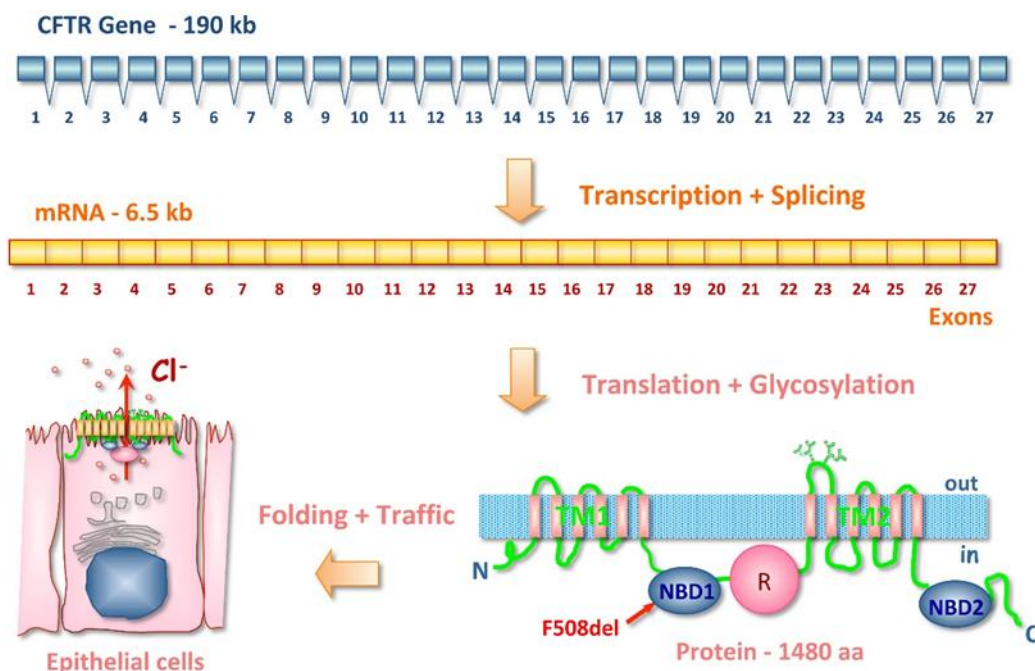 CFTR Gene - 190 kb
1 2 3 4 5 6 7 8 9 10 11 12 13 14 15 16 17 18 19 20 21 22 23 24 25 26 27
Transcription + Splicing
mRNA - 6.5 kb
1 2 3 4 5 6 7 8 9 10 11 12 13 14 15 16 17 18 19 20 21 22 23 24 25 26 27
Exons
Translation + Glycosylation
Cl-
out
TM1 TM2
Folding + Traffic
in
N
NBD1 R NBD2
F508del
C
Protein - 1480 aa
Epithelial cells